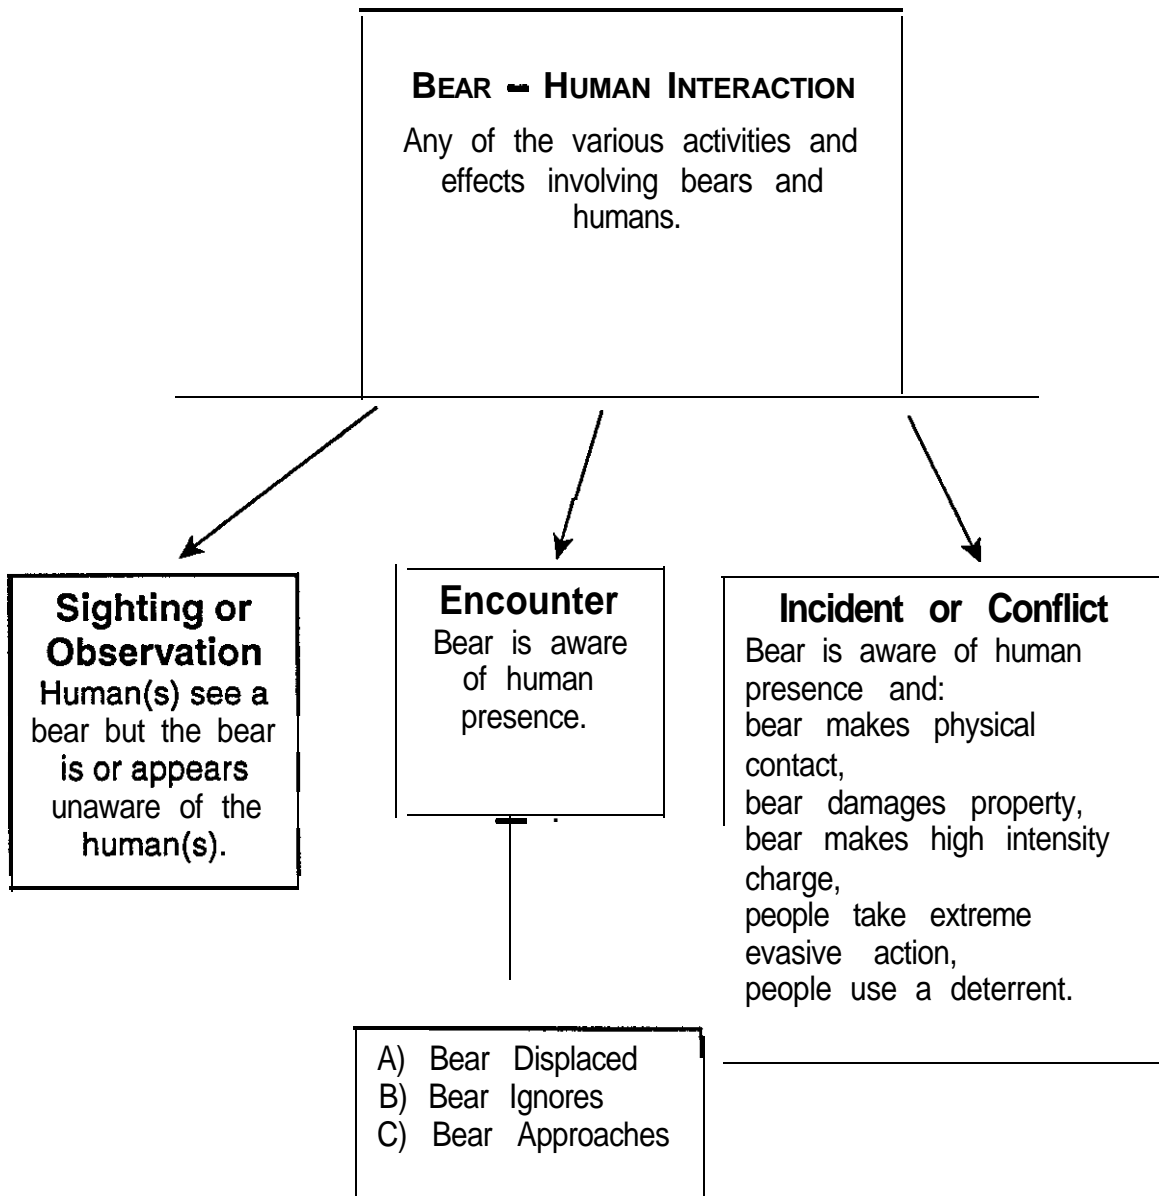 BEAR – HUMAN INTERACTION
Any of the various activities and
effects involving bears and
humans.
Sighting or
Observation
Human(s) see a
bear but the bear
is or appears
unaware of the
human(s).
Encounter
Bear is aware
of human
presence.
Incident or Conflict
Bear is aware of human
presence and:
bear makes physical
contact,
bear damages property,
bear makes high intensity
charge,
people take extreme
evasive action,
people use a deterrent.
A) Bear Displaced
B) Bear Ignores
C) Bear Approaches